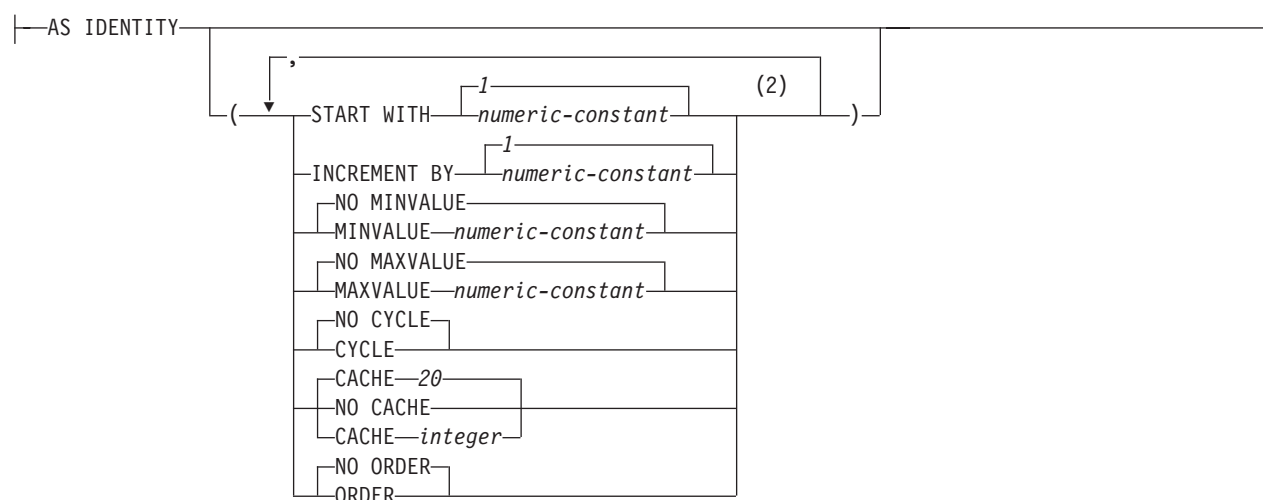 AS IDENTITY
,
1 (2)
( START WITH numeric-constant )
1
INCREMENT BY numeric-constant
NO MINVALUE
MINVALUE numeric-constant
NO MAXVALUE
MAXVALUE numeric-constant
NO CYCLE
CYCLE
CACHE 20
NO CACHE
CACHE integer
NO ORDER
ORDER